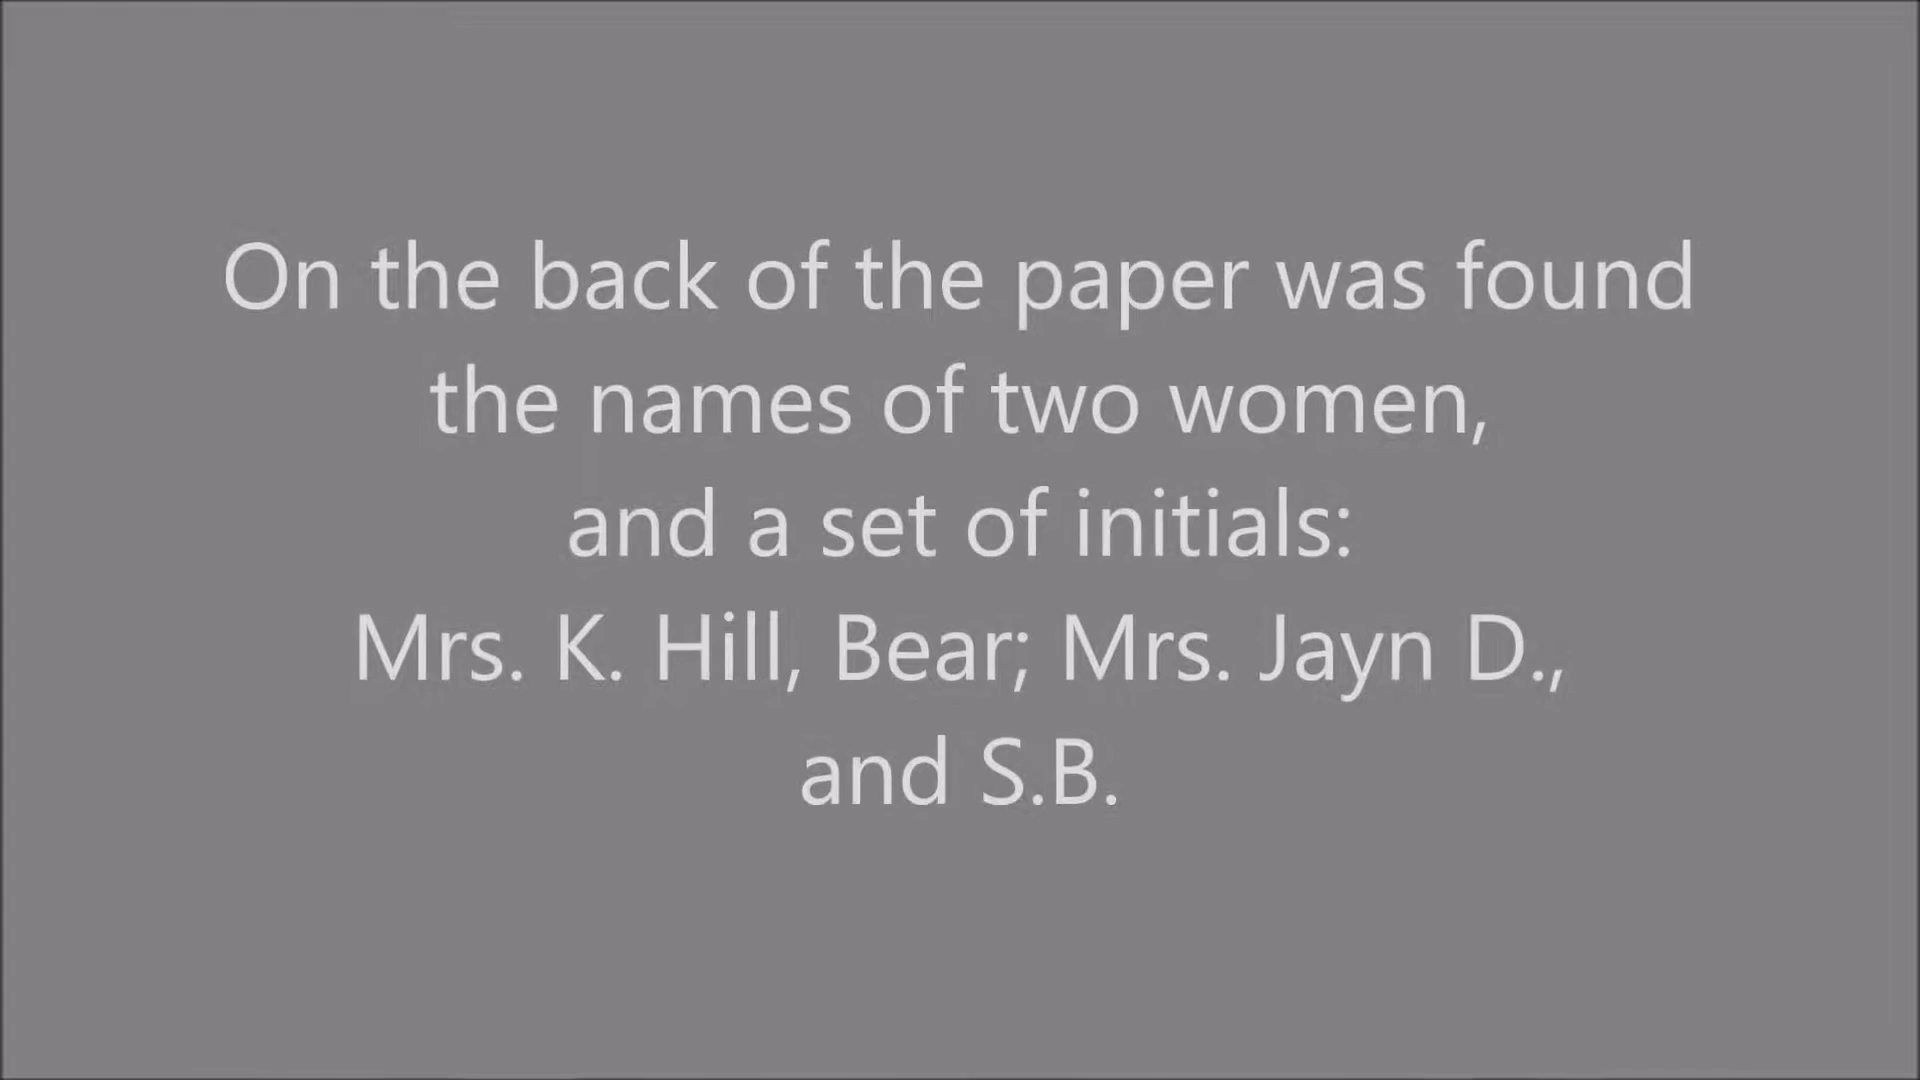 On the back of the paper was found
the names of two women,
and a set of initials:
Mrs. K. Hill, Bear; Mrs. Jayn D.,
and S.B.